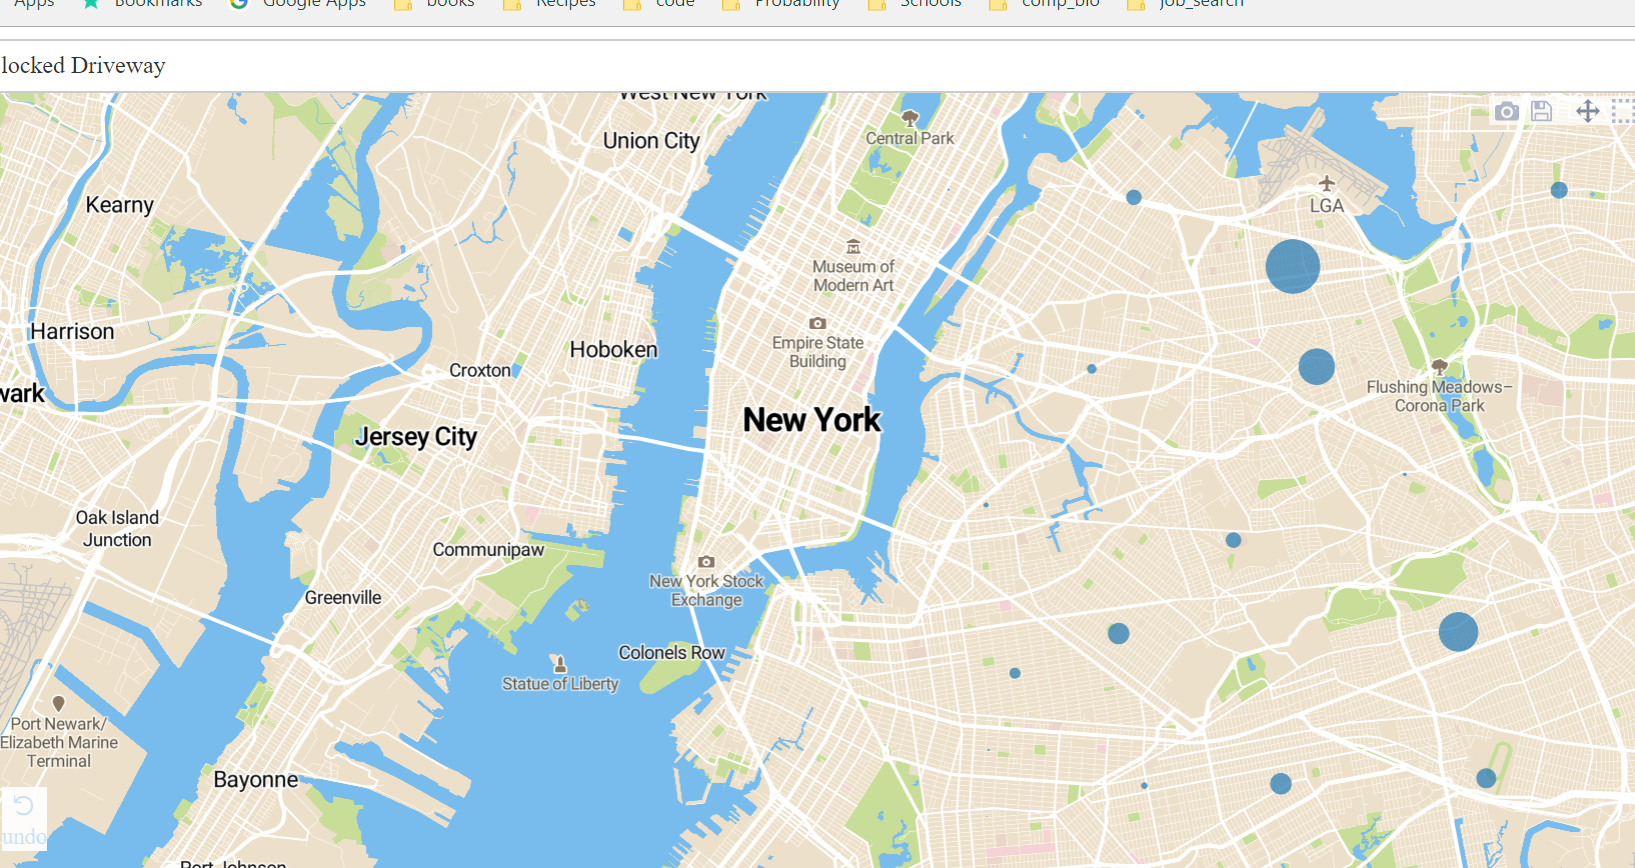 Apps Bookmarks Google Apps books Recipes code Probability Schools comp_bio job_search
locked Driveway
West New York
Union City
Central Park
Kearny
LGA
Museum of
Modern Art
Harrison
Empire State
Building
Hoboken
Croxton
wark
Flushing Meadows–
Corona Park
New York
Jersey City
Oak Island
Junction
Communipaw
New York Stock
Exchange
Greenville
Colonels Row
Statue of Liberty
Port Newark/
Elizabeth Marine
Terminal
Bayonne
undo
Port Johnson